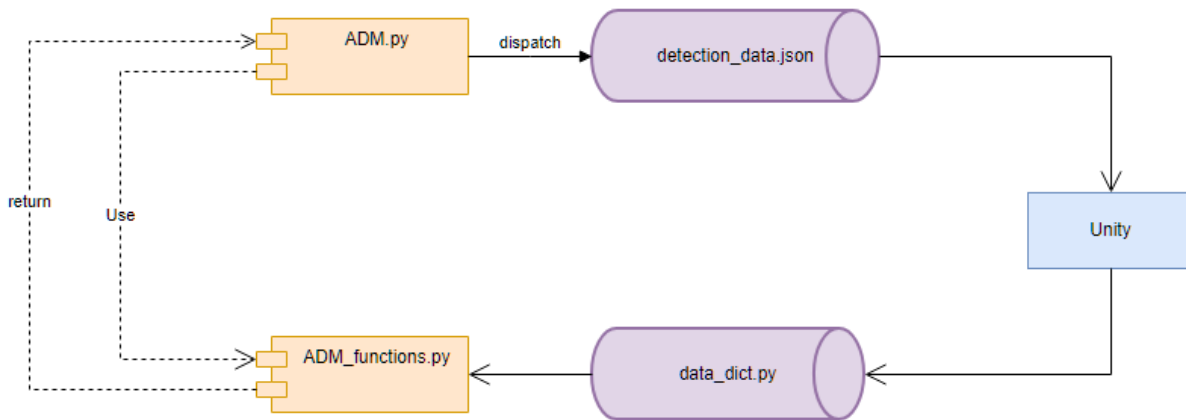 ADM.py
dispatch
detection_data.json
return
Use
Unity
ADM_functions.py
data_dict.py